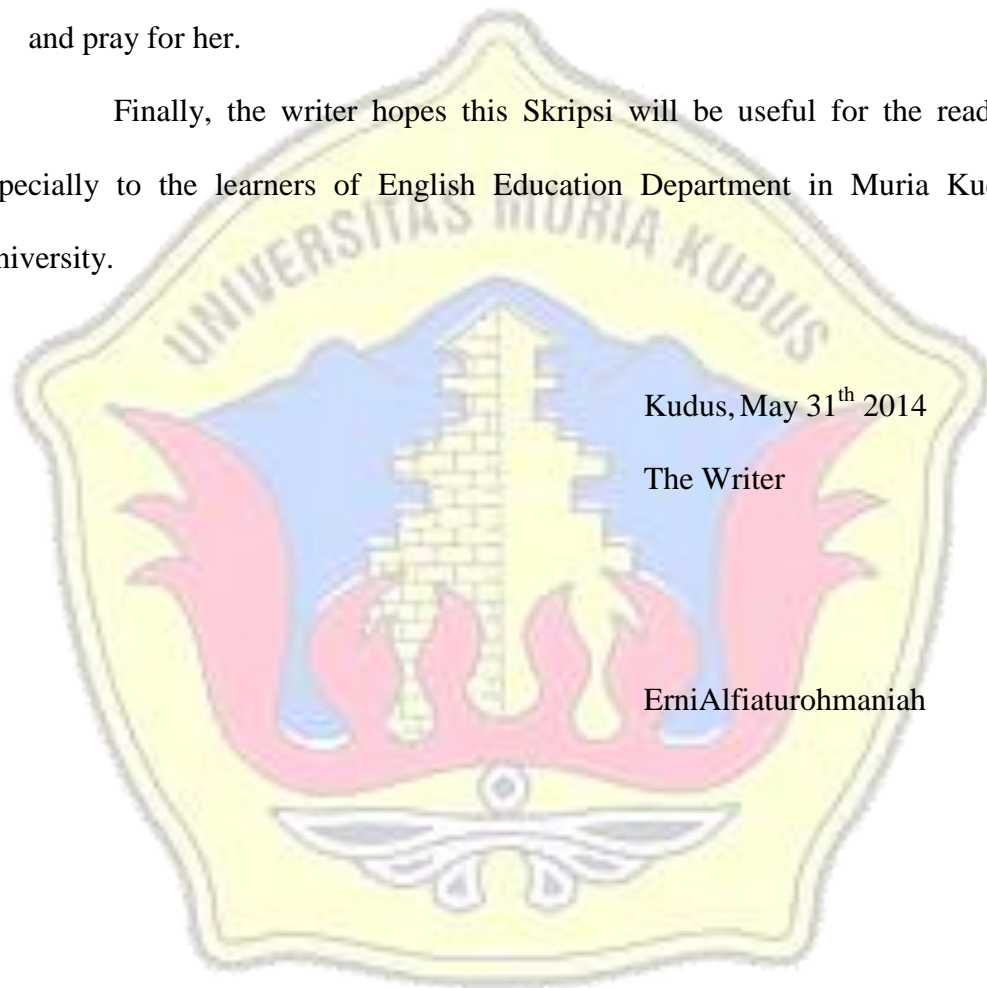 and pray for her.
Finally, the writer hopes this Skripsi will be useful for the read
pecially to the learners of English Education Department in Muria Kud
niversity.
UNIVERSITAS MURIA KUDUS
Kudus, May 31th 2014
The Writer
ErniAlfiaturohmaniah